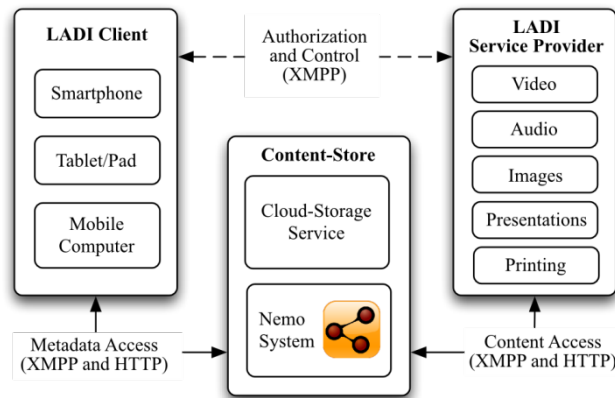 LADI Client
Smartphone
Tablet/Pad
Mobile
Computer
Authorization
and Control
(XMPP)
LADI
Service Provider
Video
Audio
Images
Presentations
Printing
Content-Store
Cloud-Storage
Service
Nemo
System
Metadata Access
(XMPP and HTTP)
Content Access
(XMPP and HTTP)